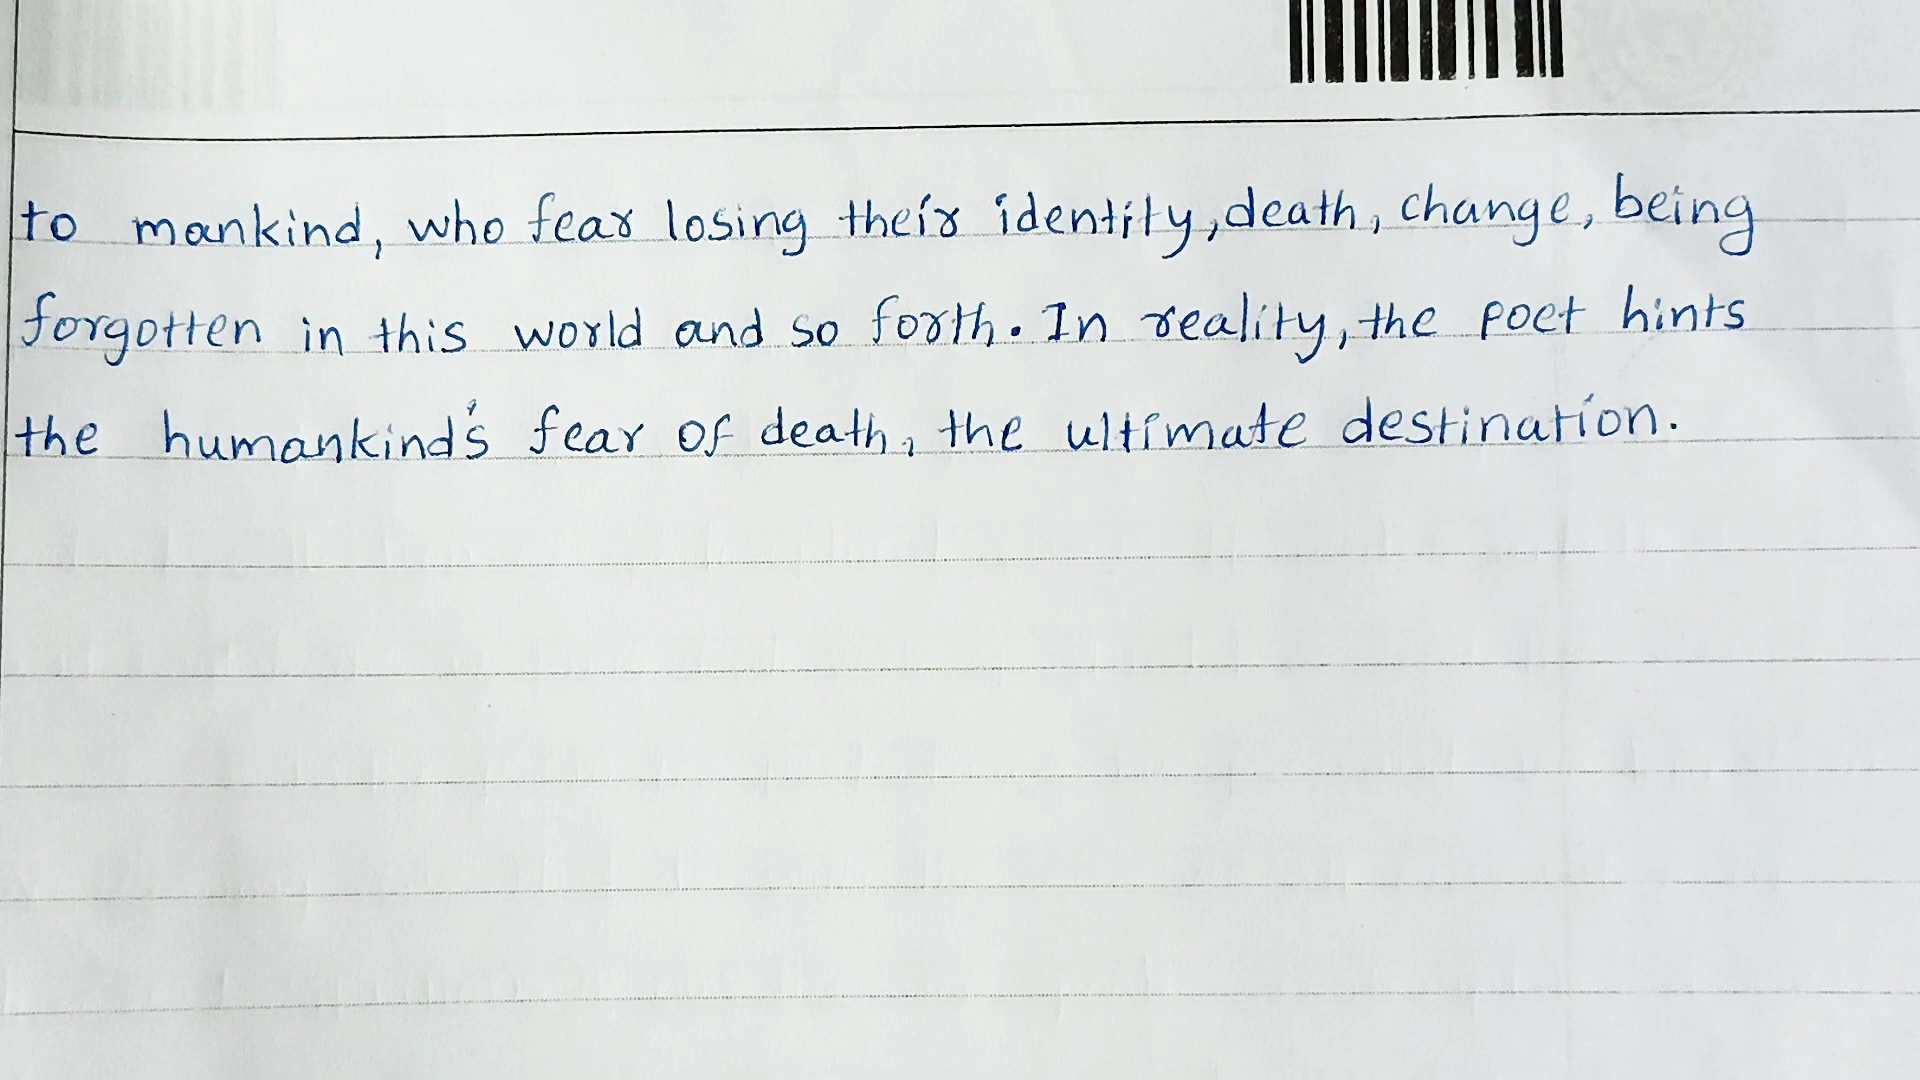 to mankind, who fear losing their identity, death, change, being
forgotten in this world and so forth. In reality, the poet hints
the humankind's fear of death, the ultimate destination.